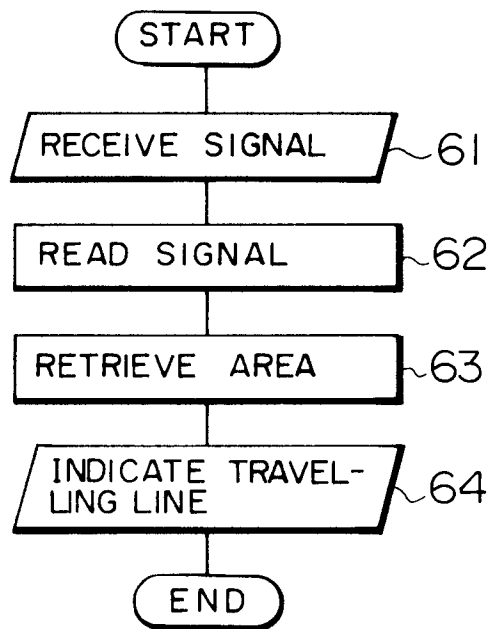 START
RECEIVE SIGNAL
61
READ SIGNAL
62
RETRIEVE AREA
63
INDICATE TRAVEL-
LING LINE
64
END